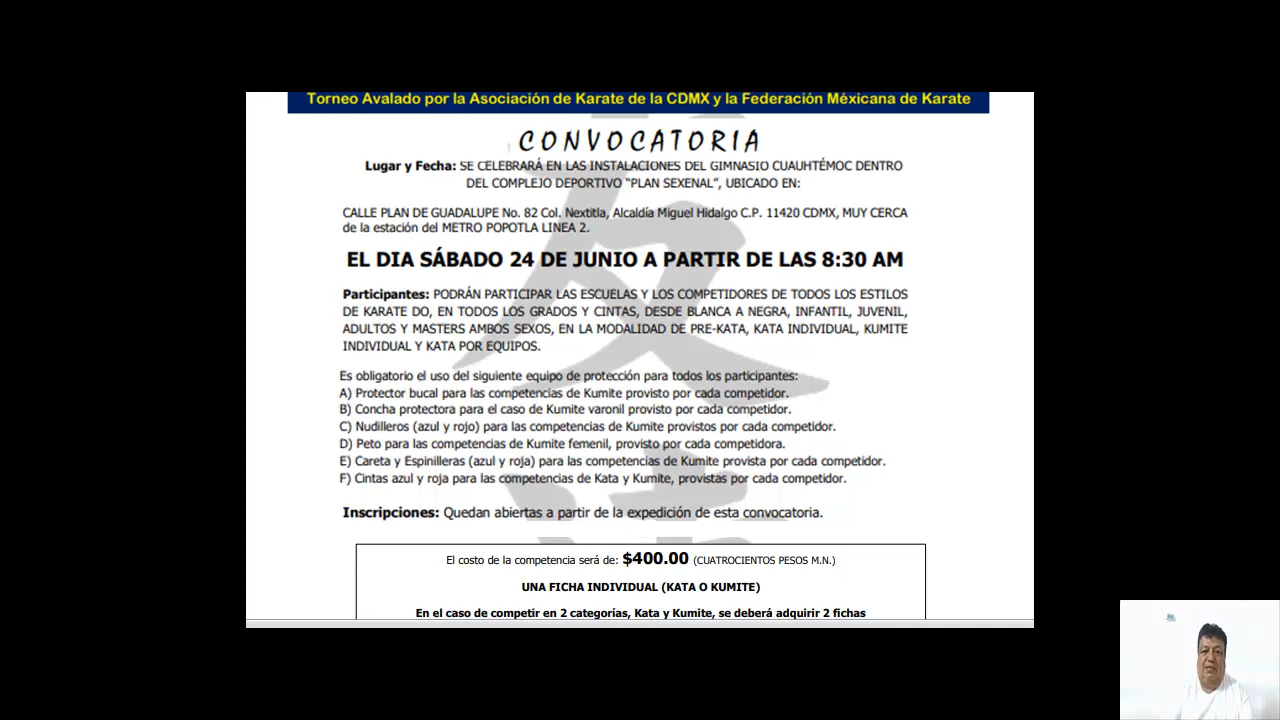 Torneo Avalado por la Asociación de Karate de la CDMX y la Federación Méxicana de Karate
CONVOCATORIA
Lugar y Fecha: SE CELEBRARÁ EN LAS INSTALACIONES DEL GIMNASIO CUAUHTÉMOC DENTRO
DEL COMPLEJO DEPORTIVO “PLAN SEXENAL”, UBICADO EN:
CALLE PLAN DE GUADALUPE No. 82 Col. Nextitla, Alcaldía Miguel Hidalgo C.P. 11420 CDMX, MUY CERCA
de la estación del METRO POPOTLA LINEA 2.
EL DIA SÁBADO 24 DE JUNIO A PARTIR DE LAS 8:30 AM
Participantes: PODRÁN PARTICIPAR LAS ESCUELAS Y LOS COMPETIDORES DE TODOS LOS ESTILOS
DE KARATE DO, EN TODOS LOS GRADOS Y CINTAS, DESDE BLANCA A NEGRA, INFANTIL, JUVENIL,
ADULTOS Y MASTERS AMBOS SEXOS, EN LA MODALIDAD DE PRE-KATA, KATA INDIVIDUAL, KUMITE
INDIVIDUAL Y KATA POR EQUIPOS.
Es obligatorio el uso del siguiente equipo de protección para todos los participantes:
A) Protector bucal para las competencias de Kumite provisto por cada competidor.
B) Concha protectora para el caso de Kumite varonil provisto por cada competidor.
C) Nudilleros (azul y rojo) para las competencias de Kumite provistos por cada competidor.
D) Peto para las competencias de Kumite femenil, provisto por cada competidora.
E) Careta y Espinilleras (azul y roja) para las competencias de Kumite provista por cada competidor.
F) Cintas azul y roja para las competencias de Kata y Kumite, provistas por cada competidor.
Inscripciones: Quedan abiertas a partir de la expedición de esta convocatoria.
El costo de la competencia será de: $400.00 (CUATROCIENTOS PESOS M.N.)
UNA FICHA INDIVIDUAL (KATA O KUMITE)
En el caso de competir en 2 categorías, Kata y Kumite, se deberá adquirir 2 fichas